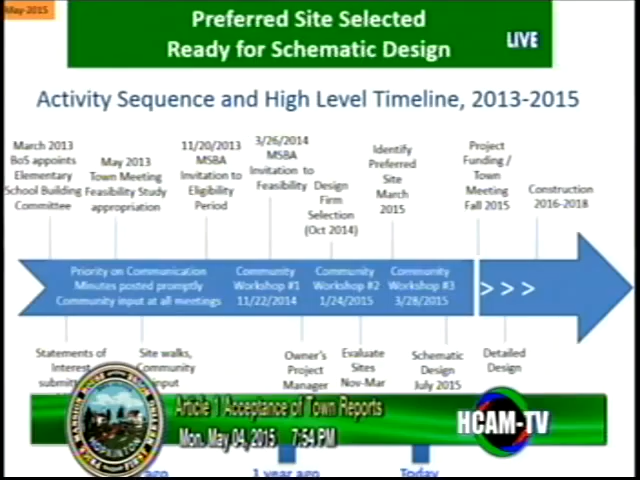 May-2015
Preferred Site Selected
Ready for Schematic Design
LIVE
Activity Sequence and High Level Timeline, 2013-2015
March 2013
BoS appoints
Elementary
School Building
Committee
May 2013
Town Meeting
Feasibility Study
appropriation
11/20/2013
MSBA
Invitation to
Eligibility
Period
3/26/2014
MSBA
Invitation to
Feasibility
Design
Firm
Selection
(Oct 2014)
Identify
Preferred
Site
March
2015
Project
Funding /
Town
Meeting
Fall 2015
Construction
2016-2018
Priority on Communication
Minutes posted promptly
Community input at all meetings
Community
Workshop #1
11/22/2014
Community
Workshop #2
1/24/2015
Community
Workshop #3
3/28/2015
> > >
Statements of
Interest
Site walks,
Community
input
Owner's
Project
Manager
Evaluate
Sites
Nov-Mar
Schematic
Design
July 2015
Detailed
Design
HOPKINTON
Article 1 Acceptance of Town Reports
Mon. May 04, 2015 7:54 PM
HCAM-TV
ago
1 year ago
Today